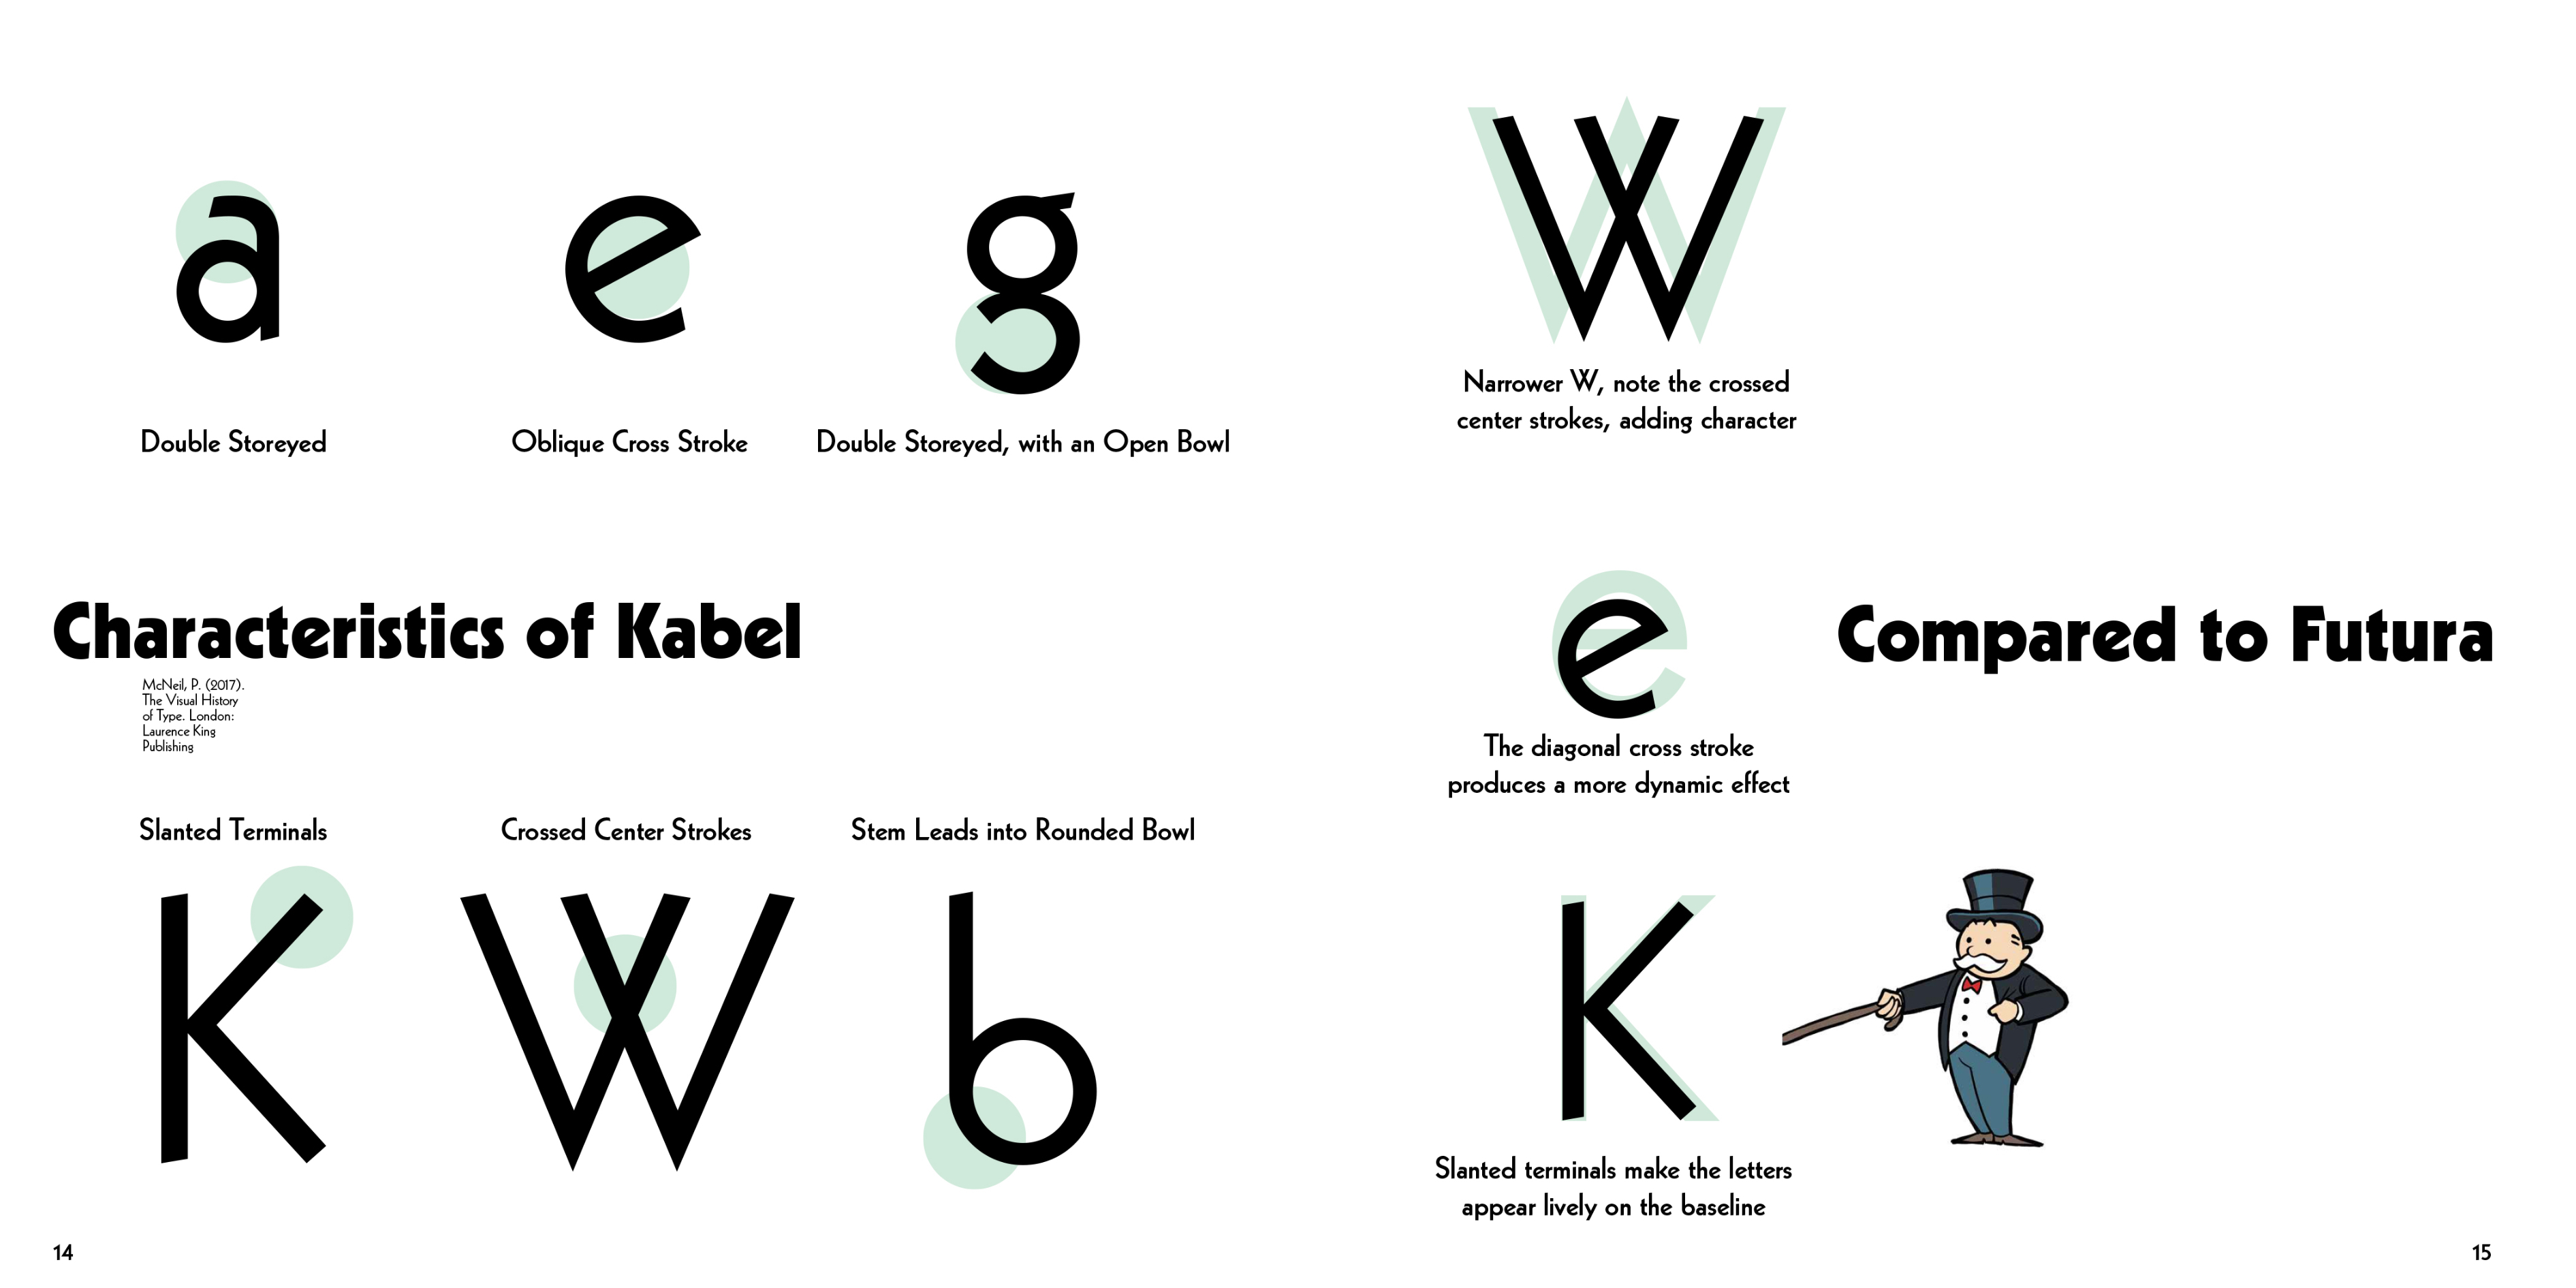 a e g
Double Storeyed
Oblique Cross Stroke
Double Storeyed, with an Open Bowl
Characteristics of Kabel
McNeil, P. (2017).
The Visual History
of Type. London:
Laurence King
Publishing
Slanted Terminals
Crossed Center Strokes
Stem Leads into Rounded Bowl
K W b
14
W
Narrower W, note the crossed
center strokes, adding character
e
The diagonal cross stroke
produces a more dynamic effect
Compared to Futura
K
Slanted terminals make the letters
appear lively on the baseline
15